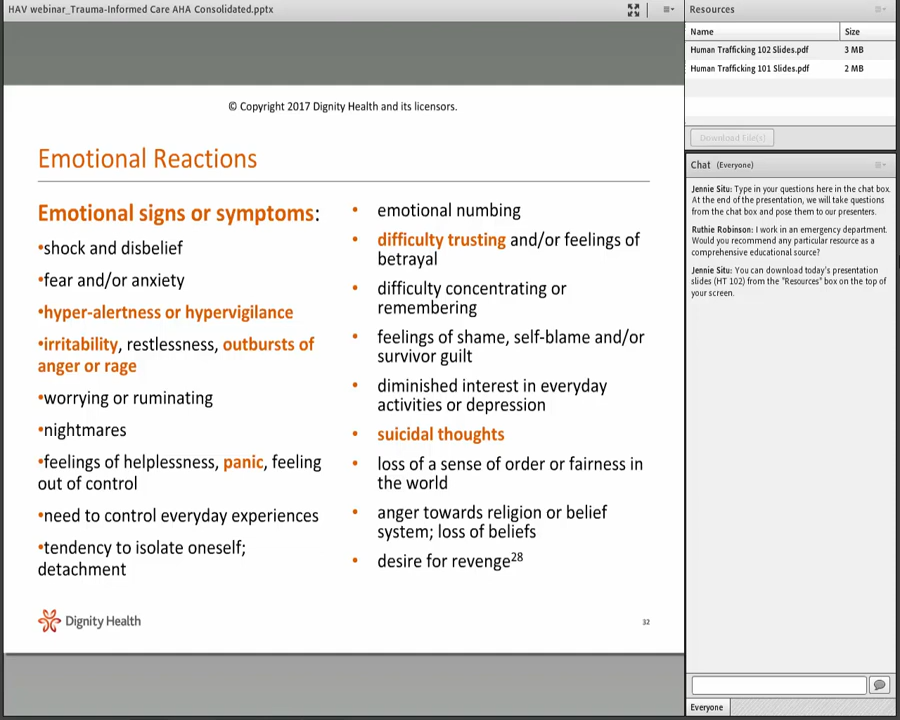 HAV webinar_Trauma-Informed Care AHA Consolidated.pptx
© Copyright 2017 Dignity Health and its licensors.
Emotional Reactions
Emotional signs or symptoms:
•shock and disbelief
•fear and/or anxiety
•hyper-alertness or hypervigilance
•irritability, restlessness, outbursts of
anger or rage
•worrying or ruminating
•nightmares
•feelings of helplessness, panic, feeling
out of control
•need to control everyday experiences
•tendency to isolate oneself;
detachment
• emotional numbing
• difficulty trusting and/or feelings of
betrayal
• difficulty concentrating or
remembering
• feelings of shame, self-blame and/or
survivor guilt
• diminished interest in everyday
activities or depression
• suicidal thoughts
• loss of a sense of order or fairness in
the world
• anger towards religion or belief
system; loss of beliefs
• desire for revenge28
Dignity Health
32
Resources
Name Size
Human Trafficking 102 Slides.pdf 3 MB
Human Trafficking 101 Slides.pdf 2 MB
Download File(s)
Chat (Everyone)
Jennie Situ: Type in your questions here in the chat box.
At the end of the presentation, we will take questions
from the chat box and pose them to our presenters.
Ruthie Robinson: I work in an emergency department.
Would you recommend any particular resource as a
comprehensive educational source?
Jennie Situ: You can download today's presentation
slides (HT 102) from the "Resources" box on the top of
your screen.
Everyone